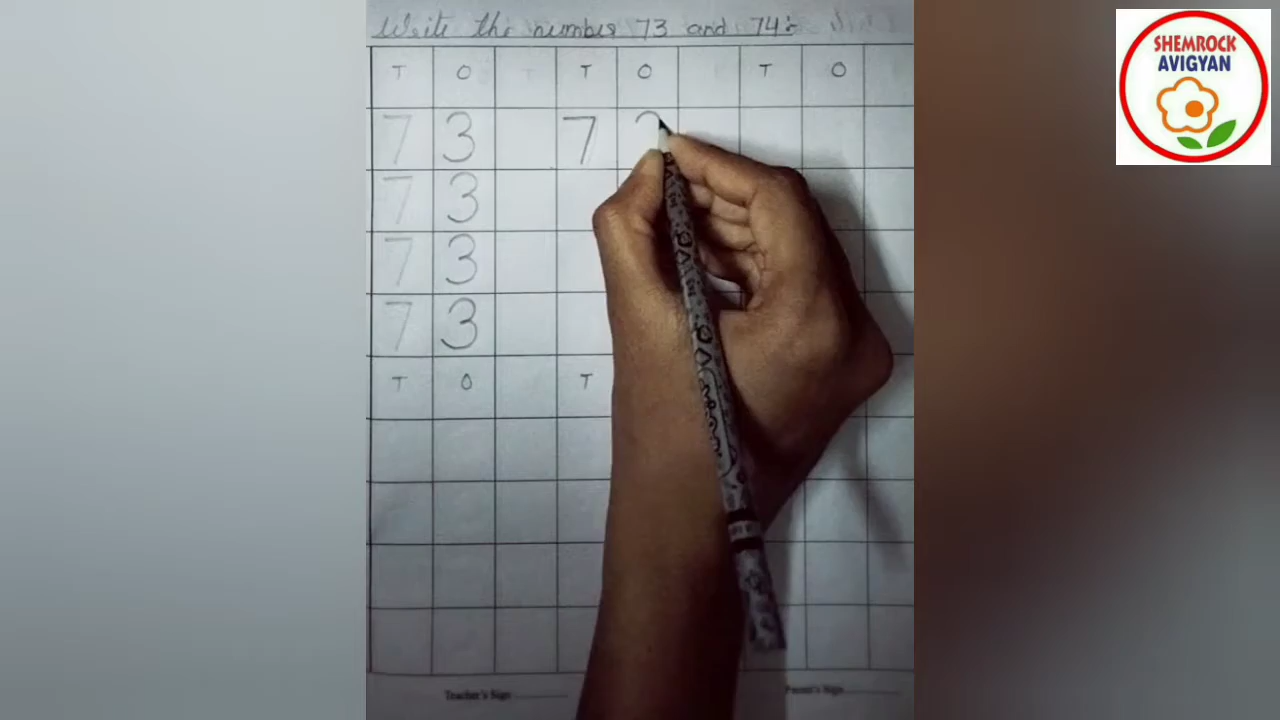 Write the number 73 and 74:-
T O T O T O
7 3 7
7 3
7 3
7 3
T O T
Teacher's Sign
Parent's Sign
SHEMROCK
AVIGYAN